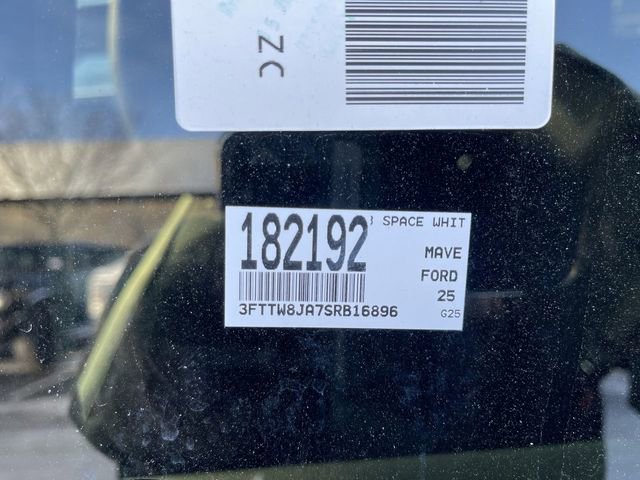 ZC
182192
SPACE WHIT
MAVE
FORD
25
G25
3FTTW8JA7SRB16896